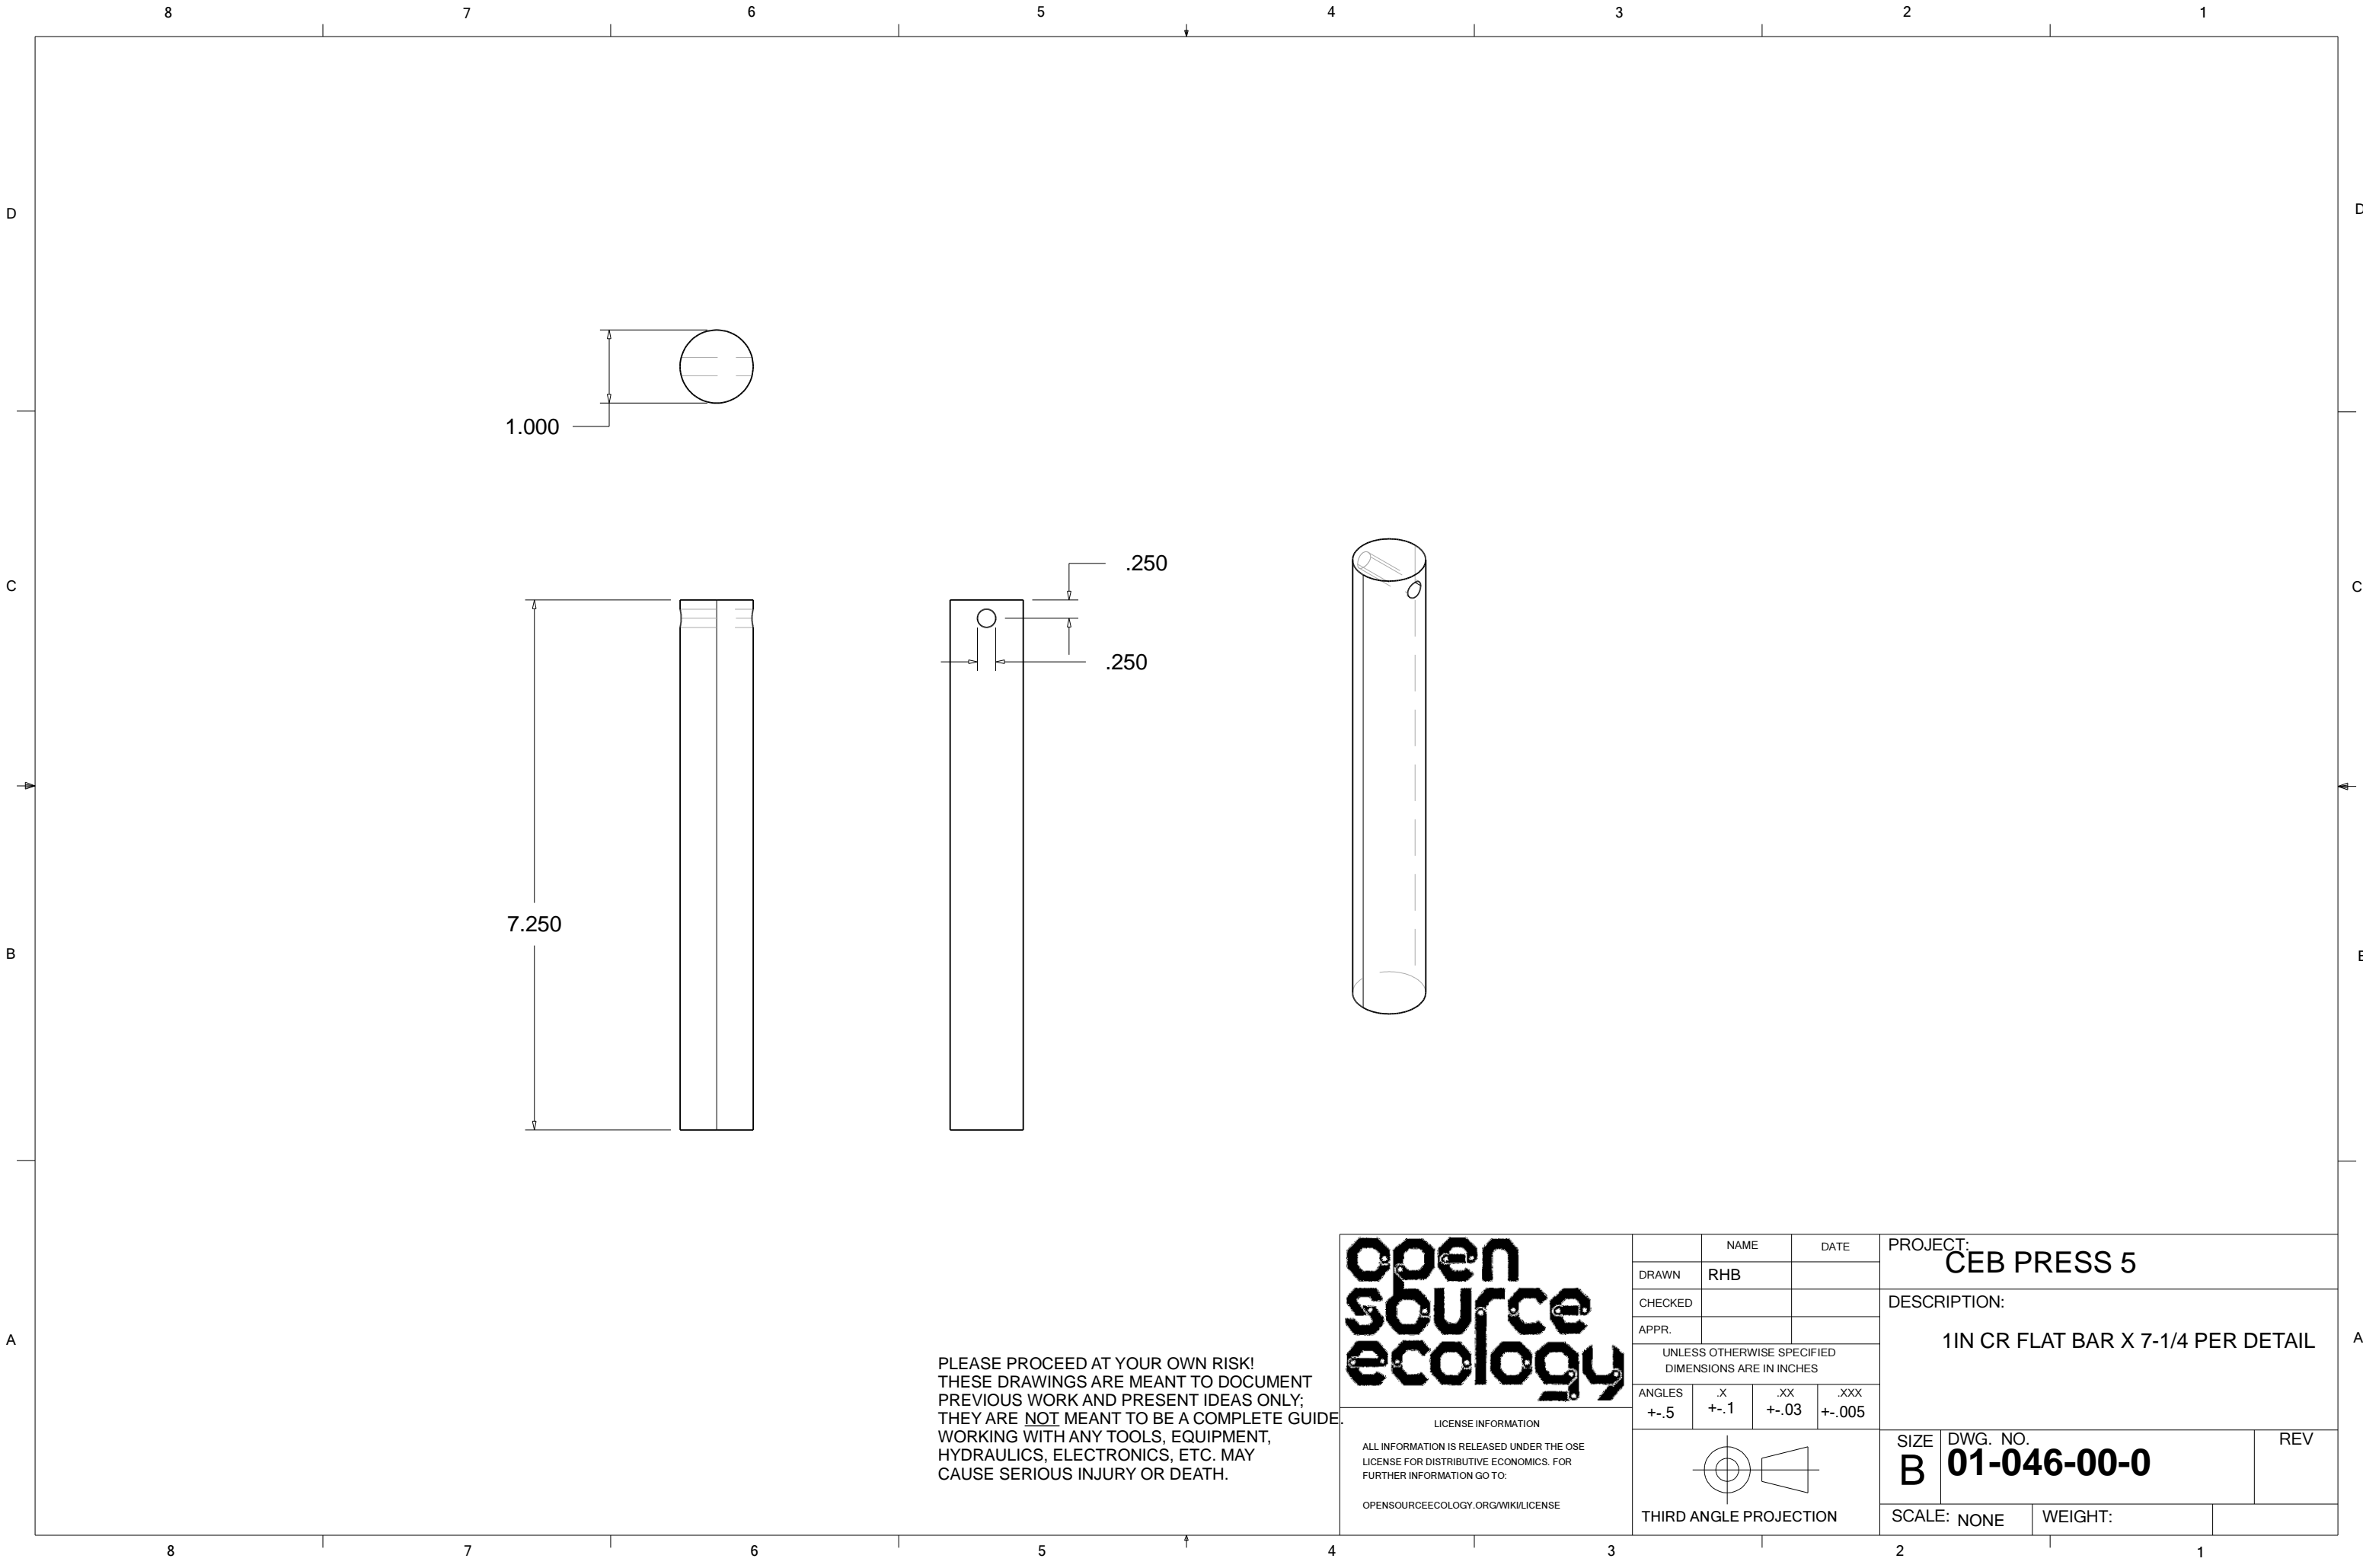 8 7 6 5 4 3 2 1
D D
1.000
C C
.250
.250
7.250
B B
A A
PLEASE PROCEED AT YOUR OWN RISK!
THESE DRAWINGS ARE MEANT TO DOCUMENT
PREVIOUS WORK AND PRESENT IDEAS ONLY;
THEY ARE NOT MEANT TO BE A COMPLETE GUIDE.
WORKING WITH ANY TOOLS, EQUIPMENT,
HYDRAULICS, ELECTRONICS, ETC. MAY
CAUSE SERIOUS INJURY OR DEATH.
open
source
ecology
LICENSE INFORMATION
ALL INFORMATION IS RELEASED UNDER THE OSE
LICENSE FOR DISTRIBUTIVE ECONOMICS. FOR
FURTHER INFORMATION GO TO:
OPENSOURCEECOLOGY.ORG/WIKI/LICENSE
NAME DATE
DRAWN RHB
CHECKED
APPR.
UNLESS OTHERWISE SPECIFIED
DIMENSIONS ARE IN INCHES
ANGLES .X .XX .XXX
+-.5 +-.1 +-.03 +-.005
THIRD ANGLE PROJECTION
PROJECT:
CEB PRESS 5
DESCRIPTION:
1IN CR FLAT BAR X 7-1/4 PER DETAIL
SIZE DWG. NO. REV
B 01-046-00-0
SCALE: NONE WEIGHT:
8 7 6 5 4 3 2 1